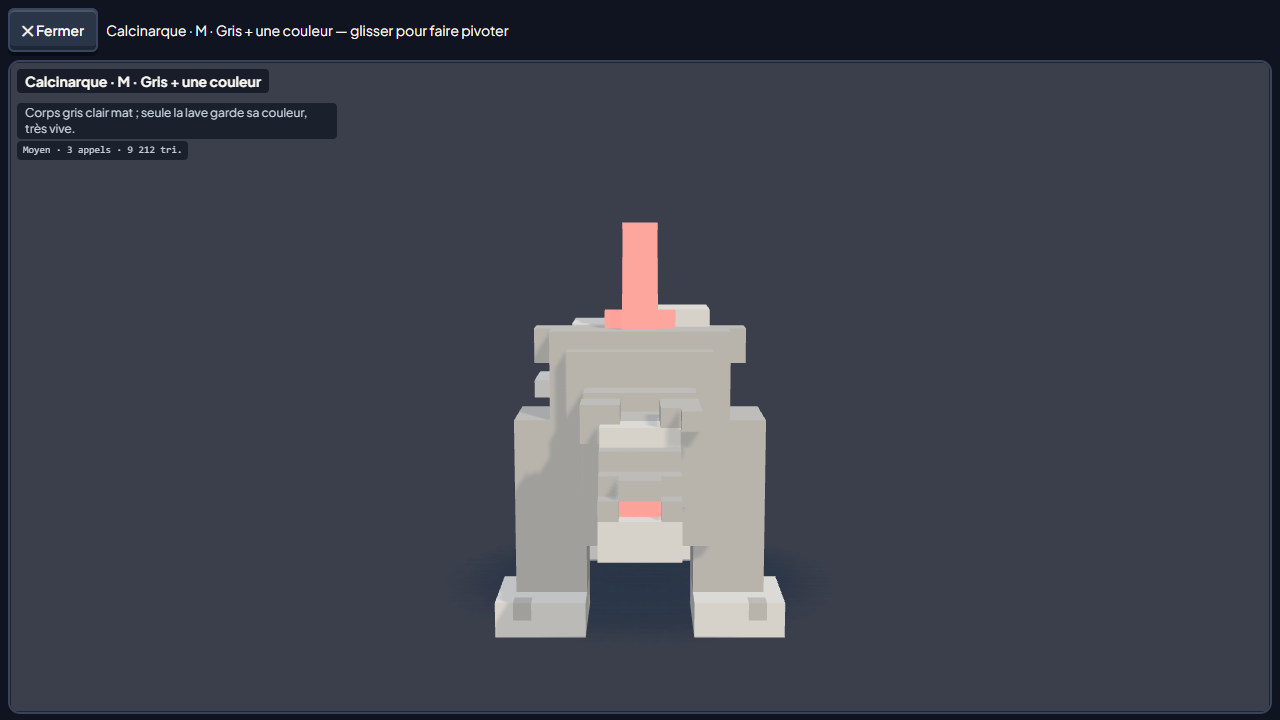 ✕ Fermer
Calcinarque · M · Gris + une couleur — glisser pour faire pivoter
Calcinarque · M · Gris + une couleur
Corps gris clair mat ; seule la lave garde sa couleur,
très vive.
Moyen · 3 appels · 9 212 tri.